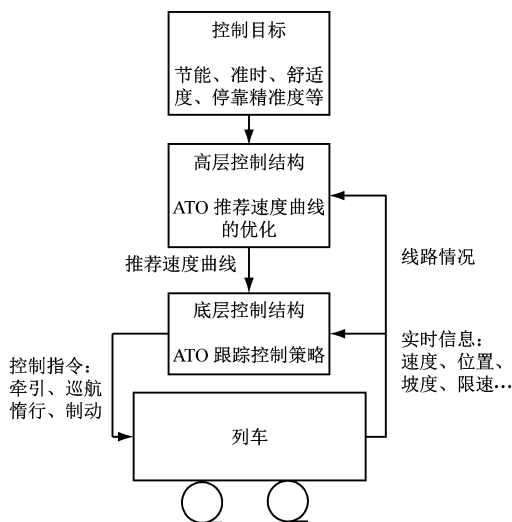 控制目标
节能、准时、舒适
度、停靠精准度等
高层控制结构
ATO 推荐速度曲线
的优化
推荐速度曲线
线路情况
底层控制结构
ATO 跟踪控制策略
实时信息：
速度、位置、
坡度、限速…
控制指令：
牵引、巡航
惰行、制动
列车